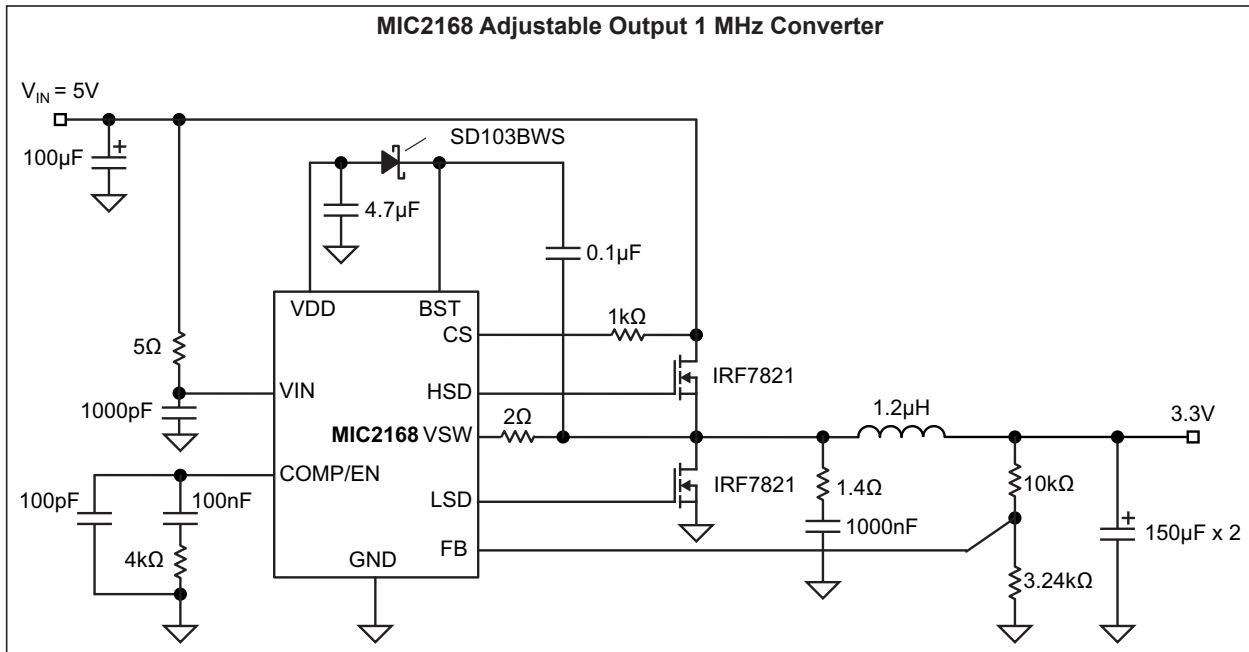 MIC2168 Adjustable Output 1 MHz Converter
VIN = 5V
SD103BWS
100µF
+
4.7µF
0.1µF
VDD
BST
1kΩ
CS
5Ω
IRF7821
VIN
HSD
1000pF
2Ω
1.2µH
3.3V
MIC2168
VSW
COMP/EN
100pF
100nF
LSD
IRF7821
1.4Ω
10kΩ
1000nF
+
150µF x 2
4kΩ
FB
GND
3.24kΩ